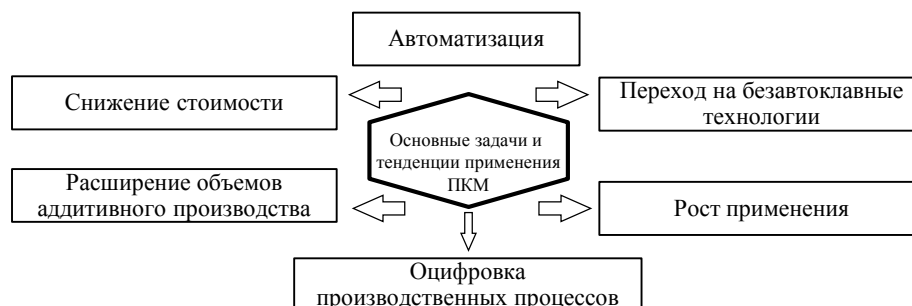 Автоматизация
Снижение стоимости
Переход на безавтоклавные
технологии
Основные задачи и
тенденции применения
ПКМ
Расширение объемов
аддитивного производства
Рост применения
Оцифровка
производственных процессов